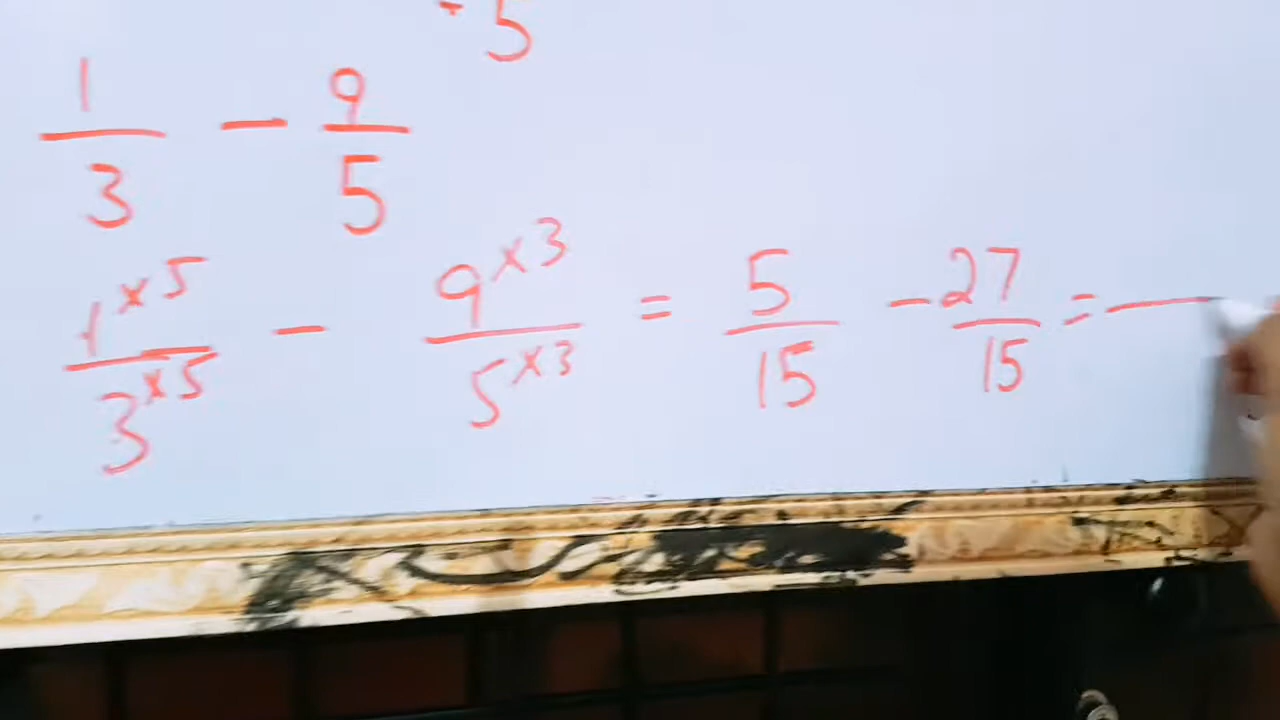 - 5
1 - 9
3 5
1 x 5 - 9 x 3 = 5 - 27 =
3 x 5 5 x 3 15 15